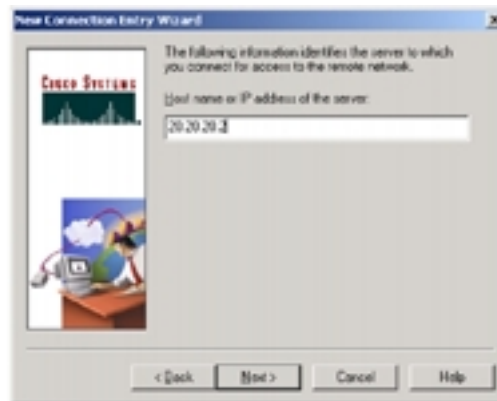 New Connection Entry Wizard
The following information identifies the server to which
you connect for access to the remote network.
CISCO SYSTEMS
Host name or IP address of the server:
20.20.20.2
< Back
Next >
Cancel
Help